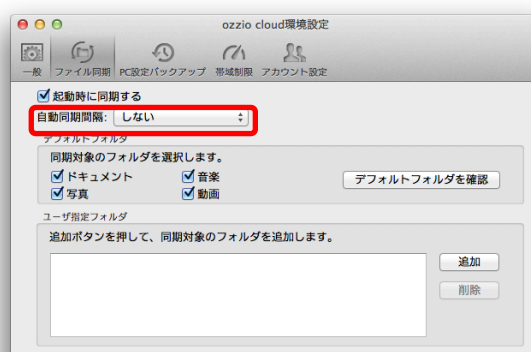 ozzio cloud環境設定
一般 ファイル同期 PC設定バックアップ 帯域制限 アカウント設定
起動時に同期する
自動同期間隔: しない
デフォルトフォルダ
同期対象のフォルダを選択します。
ドキュメント 音楽 デフォルトフォルダを確認
写真 動画
ユーザ指定フォルダ
追加ボタンを押して、同期対象のフォルダを追加します。
追加
削除